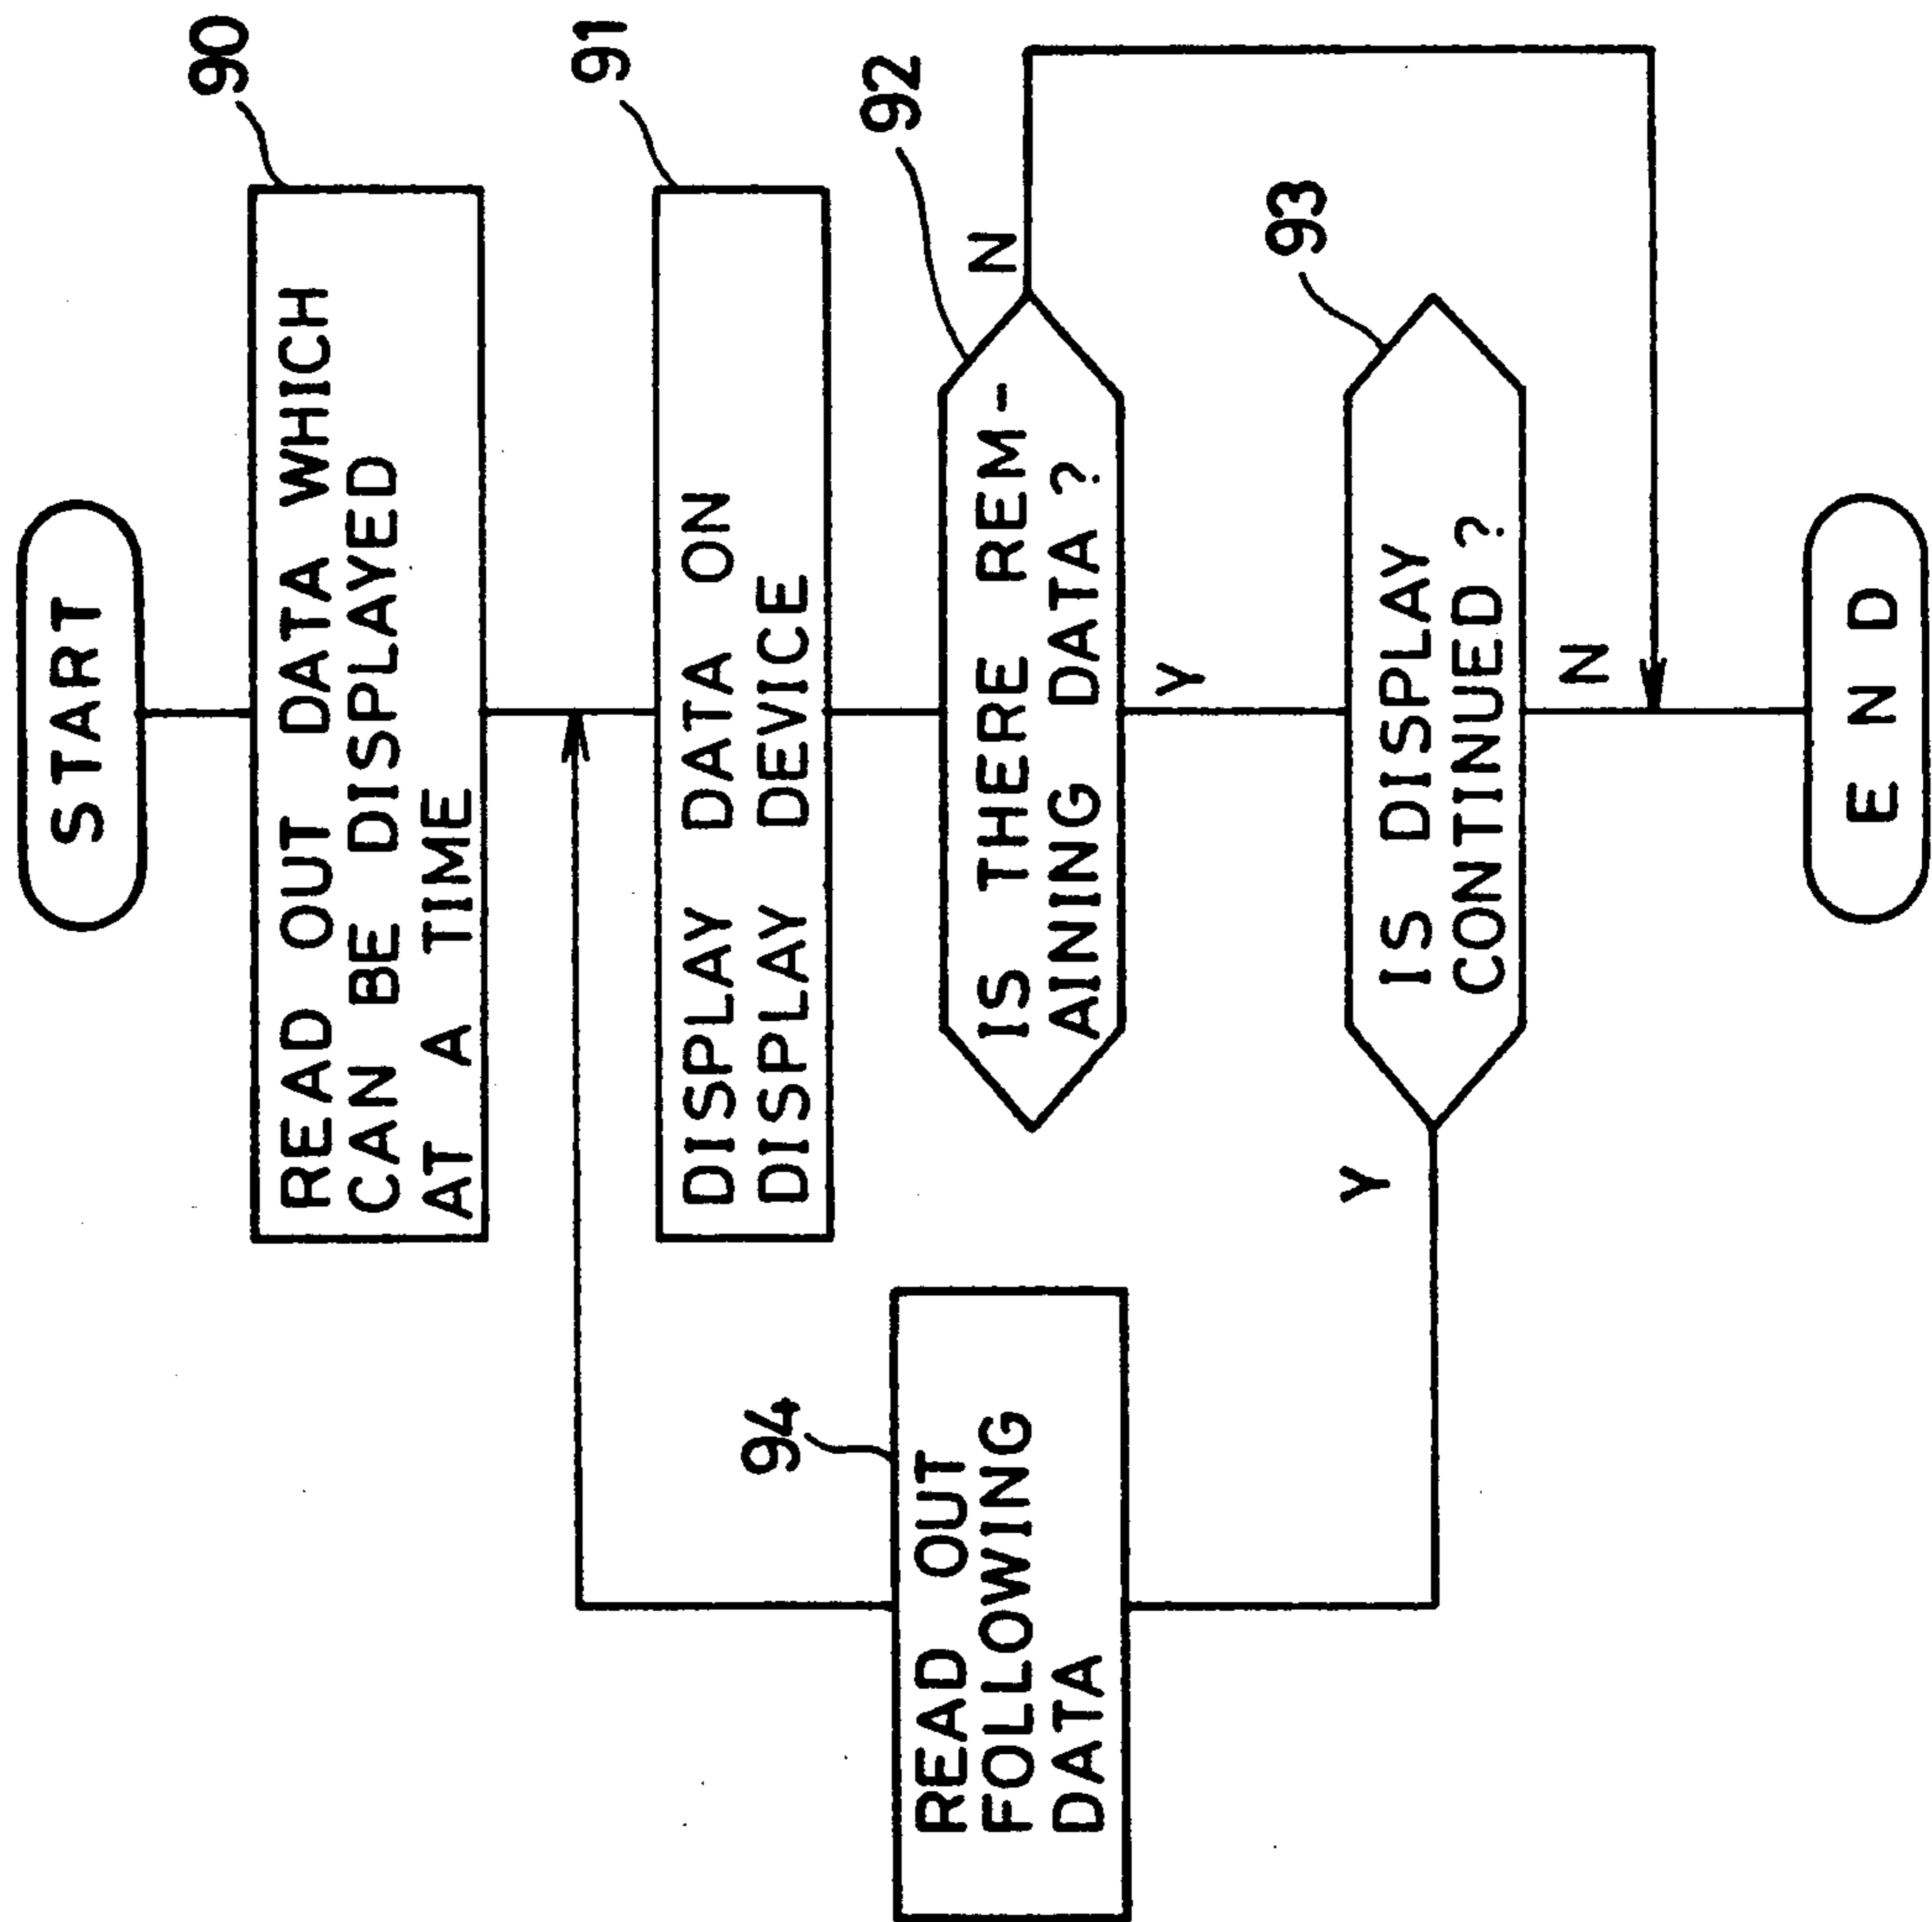 START
90
READ OUT DATA WHICH
CAN BE DISPLAYED
AT A TIME
91
DISPLAY DATA ON
DISPLAY DEVICE
92
IS THERE REM-
AINING DATA?
N
Y
93
IS DISPLAY
CONTINUED?
Y
N
94
READ OUT
FOLLOWING
DATA
END